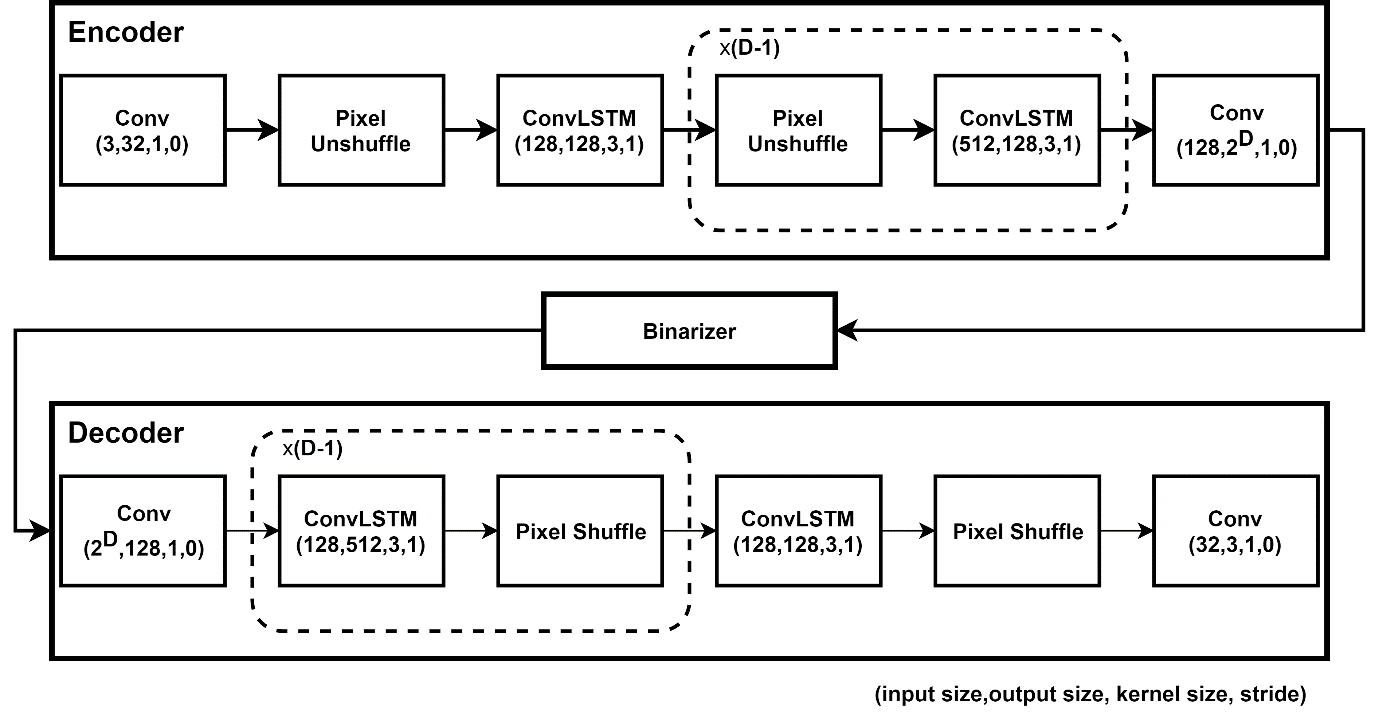 Encoder
x(D-1)
Conv
(3,32,1,0)
Pixel
Unshuffle
ConvLSTM
(128,128,3,1)
Pixel
Unshuffle
ConvLSTM
(512,128,3,1)
Conv
(128,2^D,1,0)
Binarizer
Decoder
x(D-1)
Conv
(2^D,128,1,0)
ConvLSTM
(128,512,3,1)
Pixel Shuffle
ConvLSTM
(128,128,3,1)
Pixel Shuffle
Conv
(32,3,1,0)
(input size,output size, kernel size, stride)